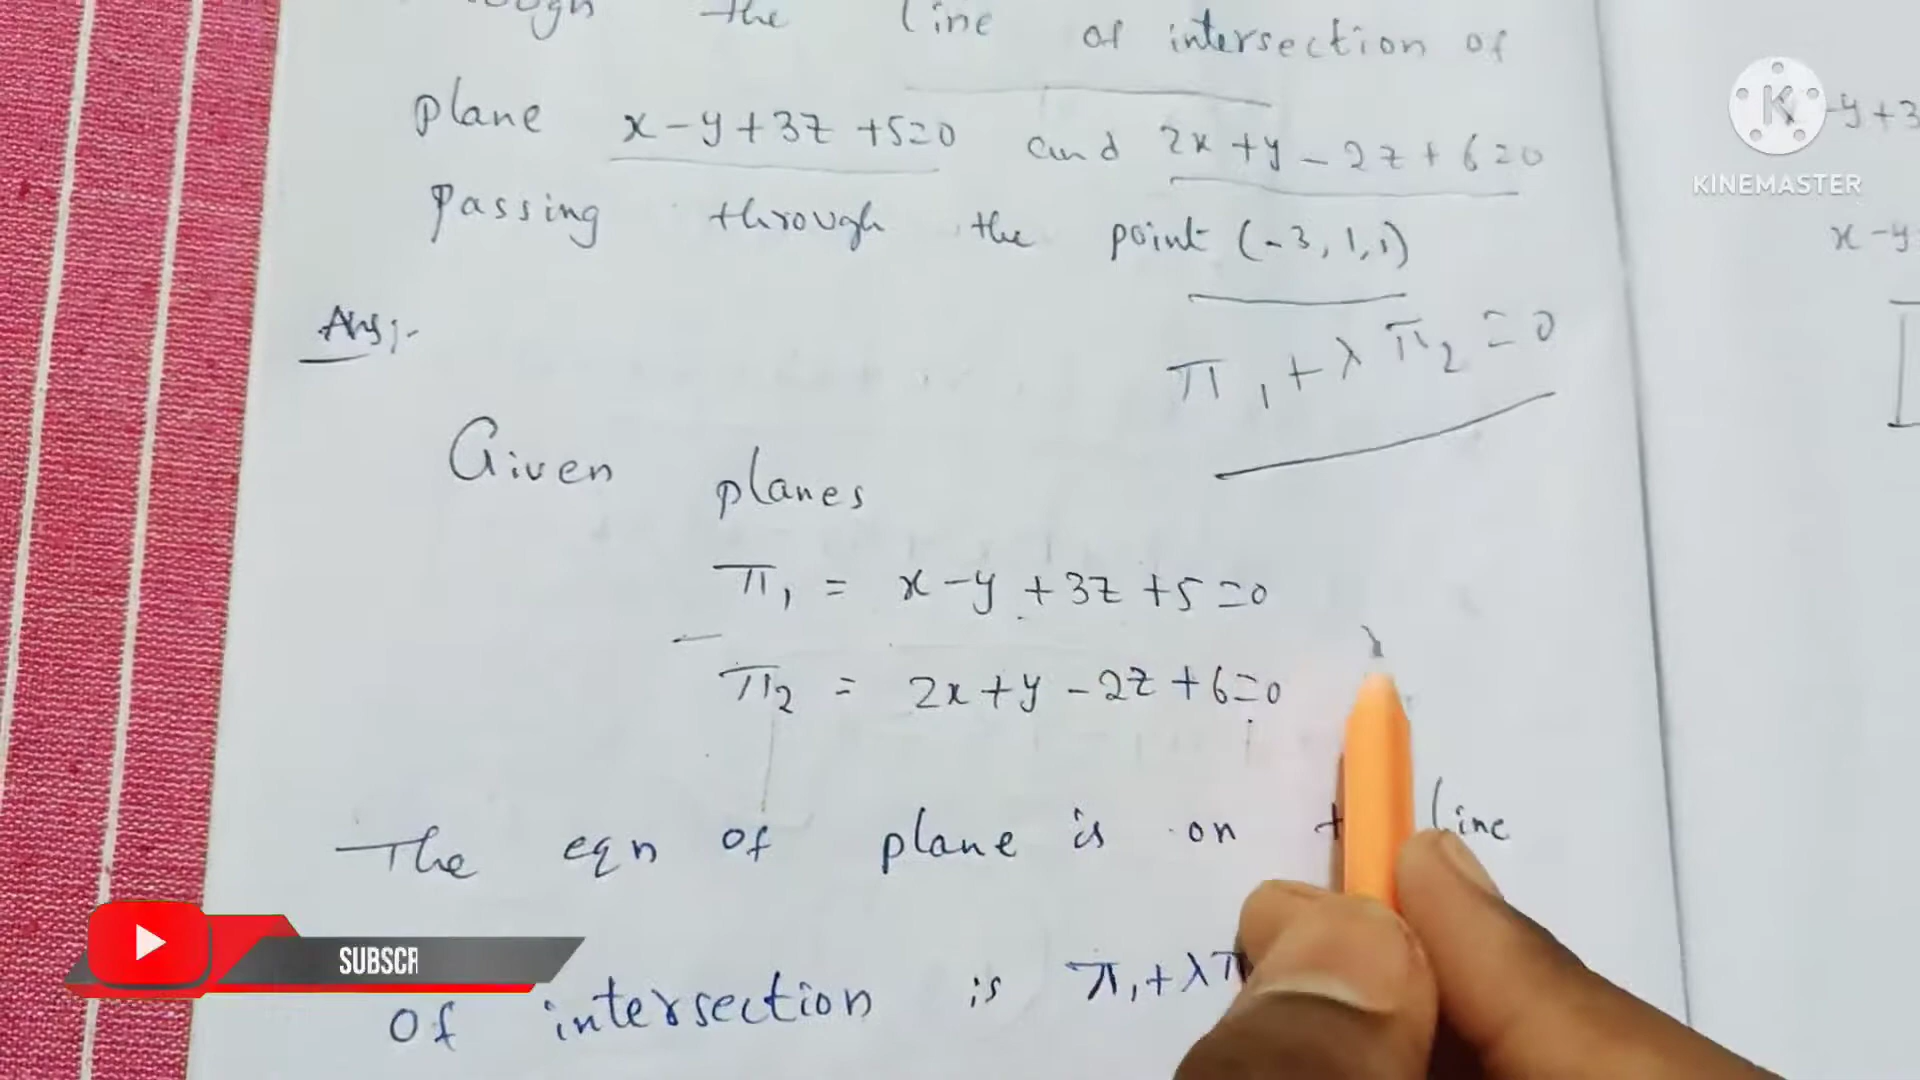 the line of intersection of
plane x-y+3z+5=0 and 2x+y-2z+6=0
passing through the point (-3,1,1)
Ans:-
π₁+λπ₂=0
Given planes
π₁ = x-y+3z+5=0
π₂ = 2x+y-2z+6=0
The eqn of plane is on line
of intersection is π₁+λπ
-y+3
x-y
KINEMASTER
SUBSCR